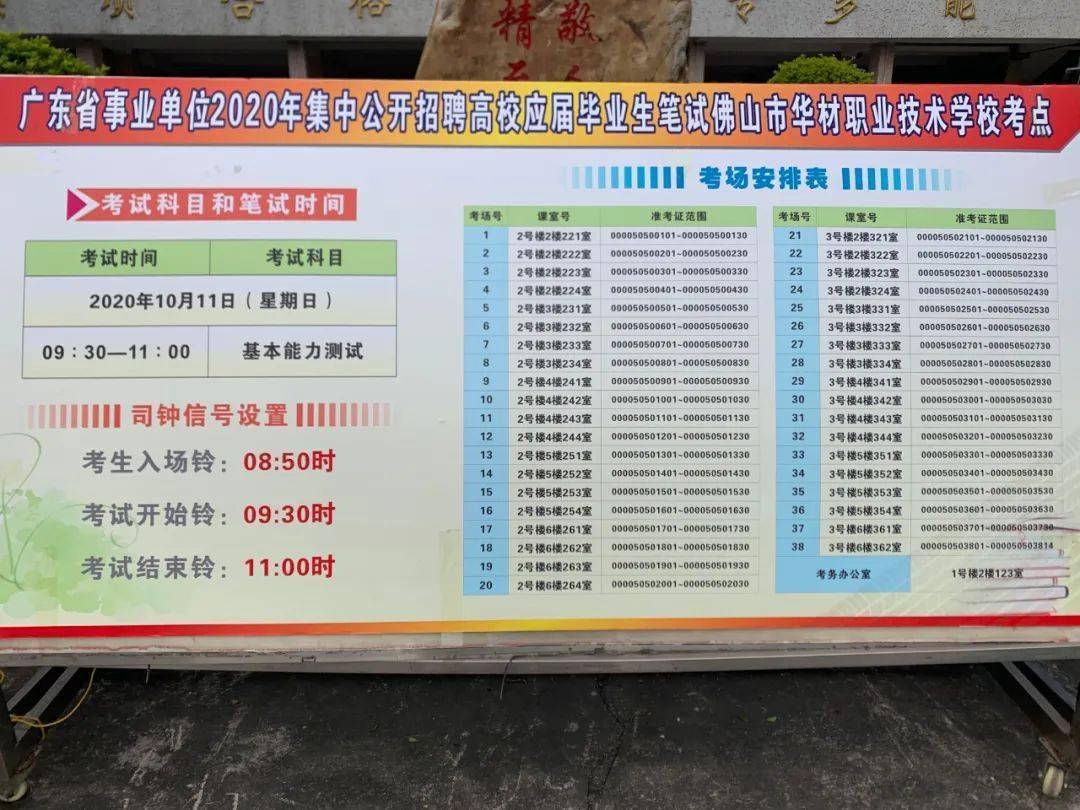 精 敬
广东省事业单位2020年集中公开招聘高校应届毕业生笔试佛山市华材职业技术学校考点
考试科目和笔试时间
考试时间 考试科目
2020年10月11日(星期日)
09:30—11:00 基本能力测试
司钟信号设置
考生入场铃:08:50时
考试开始铃:09:30时
考试结束铃:11:00时
考场安排表
考场号 课室号 准考证范围
1 2号楼2楼221室 000050500101~000050500130
2 2号楼2楼222室 000050500201~000050500230
3 2号楼2楼223室 000050500301~000050500330
4 2号楼2楼224室 000050500401~000050500430
5 2号楼3楼231室 000050500501~000050500530
6 2号楼3楼232室 000050500601~000050500630
7 2号楼3楼233室 000050500701~000050500730
8 2号楼3楼234室 000050500801~000050500830
9 2号楼4楼241室 000050500901~000050500930
10 2号楼4楼242室 000050501001~000050501030
11 2号楼4楼243室 000050501101~000050501130
12 2号楼4楼244室 000050501201~000050501230
13 2号楼5楼251室 000050501301~000050501330
14 2号楼5楼252室 000050501401~000050501430
15 2号楼5楼253室 000050501501~000050501530
16 2号楼5楼254室 000050501601~000050501630
17 2号楼6楼261室 000050501701~000050501730
18 2号楼6楼262室 000050501801~000050501830
19 2号楼6楼263室 000050501901~000050501930
20 2号楼6楼264室 000050502001~000050502030
考场号 课室号 准考证范围
21 3号楼2楼321室 000050502101~000050502130
22 3号楼2楼322室 000050502201~000050502230
23 3号楼2楼323室 000050502301~000050502330
24 3号楼2楼324室 000050502401~000050502430
25 3号楼3楼331室 000050502501~000050502530
26 3号楼3楼332室 000050502601~000050502630
27 3号楼3楼333室 000050502701~000050502730
28 3号楼3楼334室 000050502801~000050502830
29 3号楼4楼341室 000050502901~000050502930
30 3号楼4楼342室 000050503001~000050503030
31 3号楼4楼343室 000050503101~000050503130
32 3号楼4楼344室 000050503201~000050503230
33 3号楼5楼351室 000050503301~000050503330
34 3号楼5楼352室 000050503401~000050503430
35 3号楼5楼353室 000050503501~000050503530
36 3号楼5楼354室 000050503601~000050503630
37 3号楼6楼361室 000050503701~000050503730
38 3号楼6楼362室 000050503801~000050503814
考务办公室 1号楼2楼123室